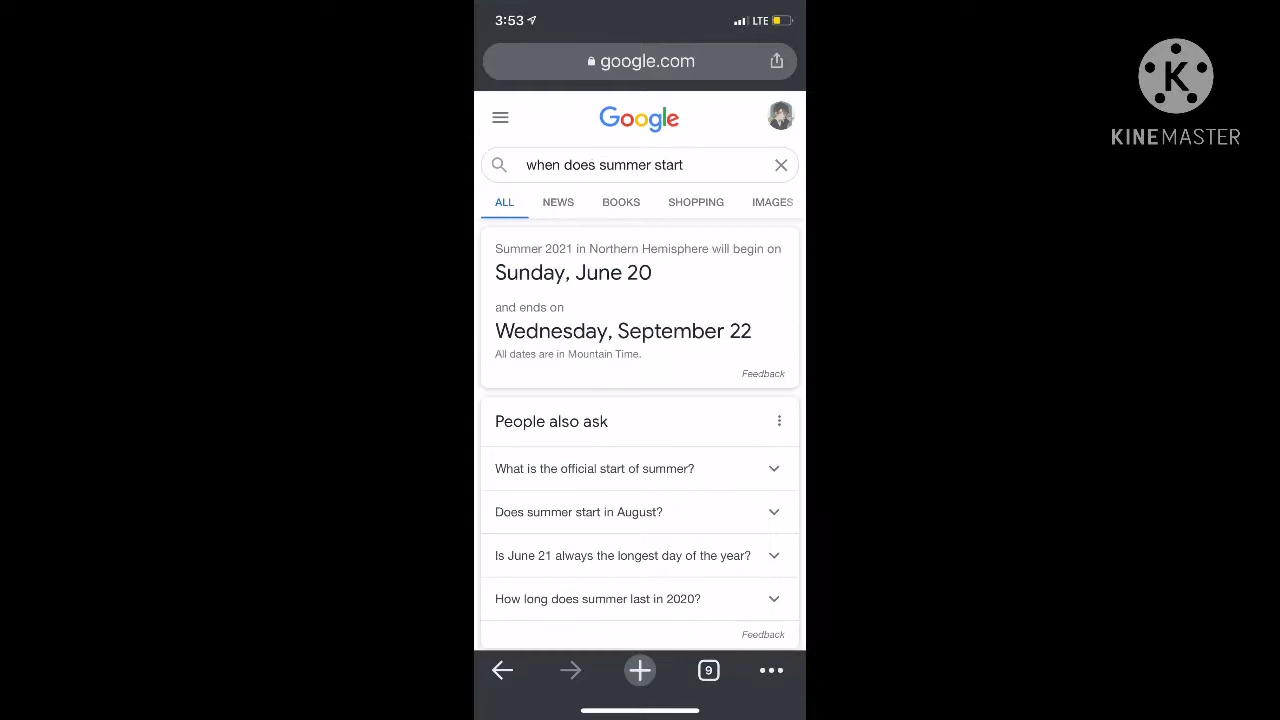 3:53
LTE
google.com
Google
when does summer start
ALL NEWS BOOKS SHOPPING IMAGES
Summer 2021 in Northern Hemisphere will begin on
Sunday, June 20
and ends on
Wednesday, September 22
All dates are in Mountain Time.
Feedback
People also ask
What is the official start of summer?
Does summer start in August?
Is June 21 always the longest day of the year?
How long does summer last in 2020?
Feedback
9
K
KINEMASTER